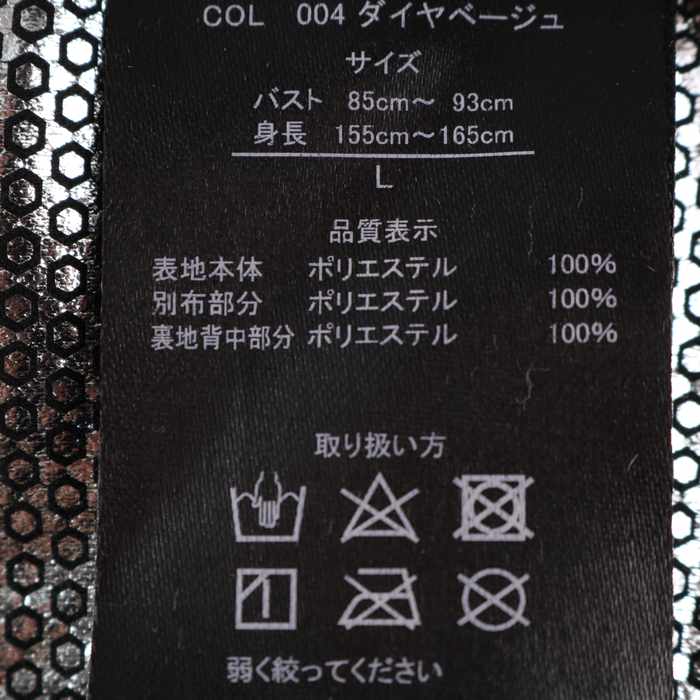 COL 004 ダイヤベージュ
サイズ
バスト 85cm～ 93cm
身長 155cm～165cm
L
品質表示
表地本体 ポリエステル 100%
別布部分 ポリエステル 100%
裏地背中部分 ポリエステル 100%
取り扱い方
弱く絞ってください